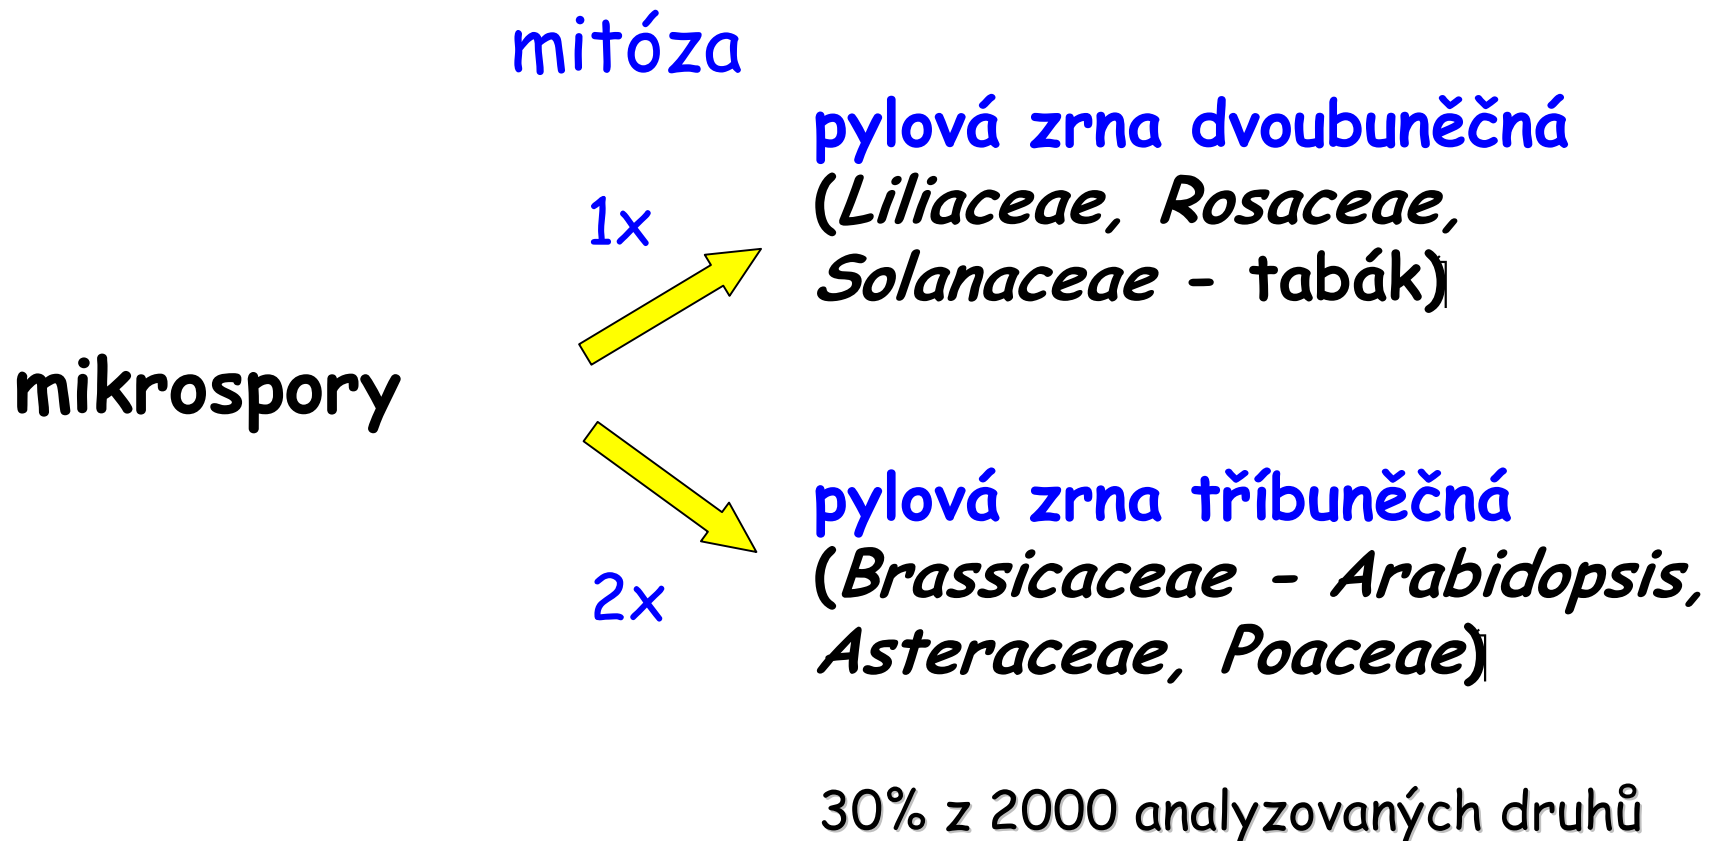 mitóza
pylová zrna dvoubuněčná
(Liliaceae, Rosaceae,
Solanaceae - tabák)
1x
mikrospory
pylová zrna tříbuněčná
(Brassicaceae - Arabidopsis,
Asteraceae, Poaceae)
2x
30% z 2000 analyzovaných druhů